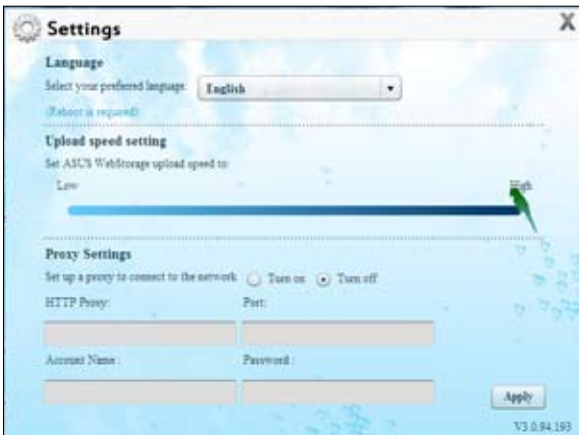 Settings
X
Language
Select your preferred language: English
(Reboot is required)
Upload speed setting
Set ASUS WebStorage upload speed to:
Low High
Proxy Settings
Set up a proxy to connect to the network Turn on Turn off
HTTP Proxy: Port:
Account Name : Password :
Apply
V3.0.94.193